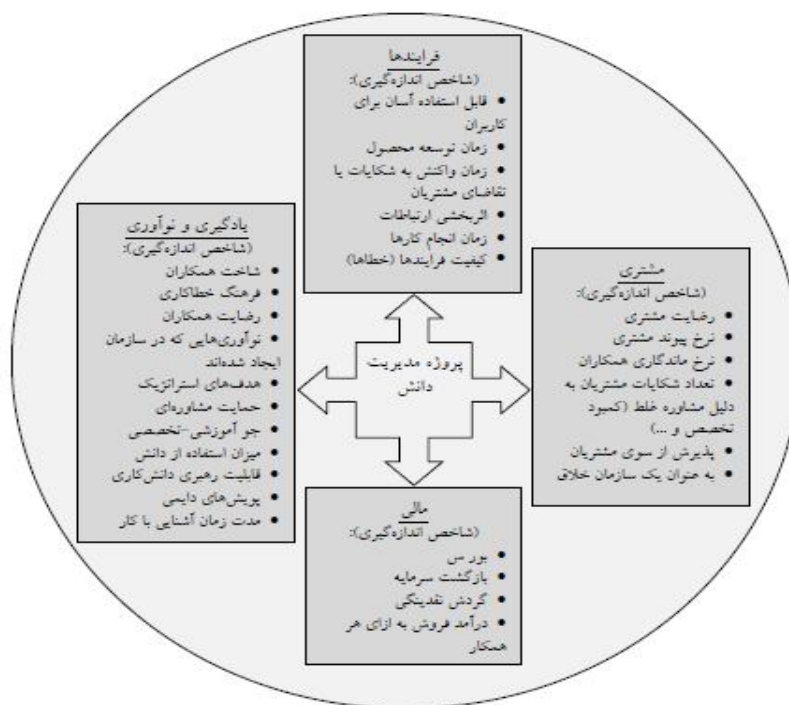 فرایندها
(شاخص اندازه‌گیری):
• قابل استفاده آسان برای
کاربران
• زمان توسعه محصول
• زمان واکنش به شکایات یا
تقاضای مشتریان
• اثربخشی ارتباطات
• زمان انجام کارها
• کیفیت فرایندها (خطاها)
مشتری
(شاخص اندازه‌گیری):
• رضایت مشتری
• نرخ پیوند مشتری
• نرخ ماندگاری همکاران
• تعداد شکایات مشتریان به
دلیل مشاوره غلط (کمبود
تخصص و ...)
• پذیرش از سوی مشتریان
• به عنوان یک سازمان خلاق
پروژه مدیریت
دانش
یادگیری و نوآوری
(شاخص اندازه‌گیری):
• شاخت همکاران
• فرهنگ خطاکاری
• رضایت همکاران
• نوآوری‌هایی که در سازمان
ایجاد شده‌اند
• هدف‌های استراتژیک
• حمایت مشاوره‌ای
• جو آموزشی-تخصصی
• میزان استفاده از دانش
• قابلیت رهبری دانش‌کاری
• پویش‌های دایمی
• مدت زمان آشنایی با کار
مالی
(شاخص اندازه‌گیری):
• بور س
• بازگشت سرمایه
• گردش نقدینگی
• درآمد فروش به ازای هر
همکار